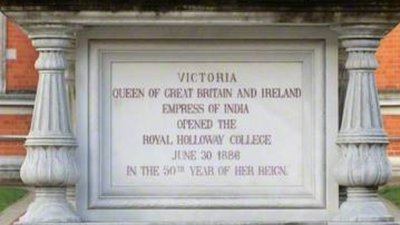 VICTORIA
QUEEN OF GREAT BRITAIN AND IRELAND
EMPRESS OF INDIA
OPENED THE
ROYAL HOLLOWAY COLLEGE
JUNE 30 1886
IN THE 50TH YEAR OF HER REIGN.